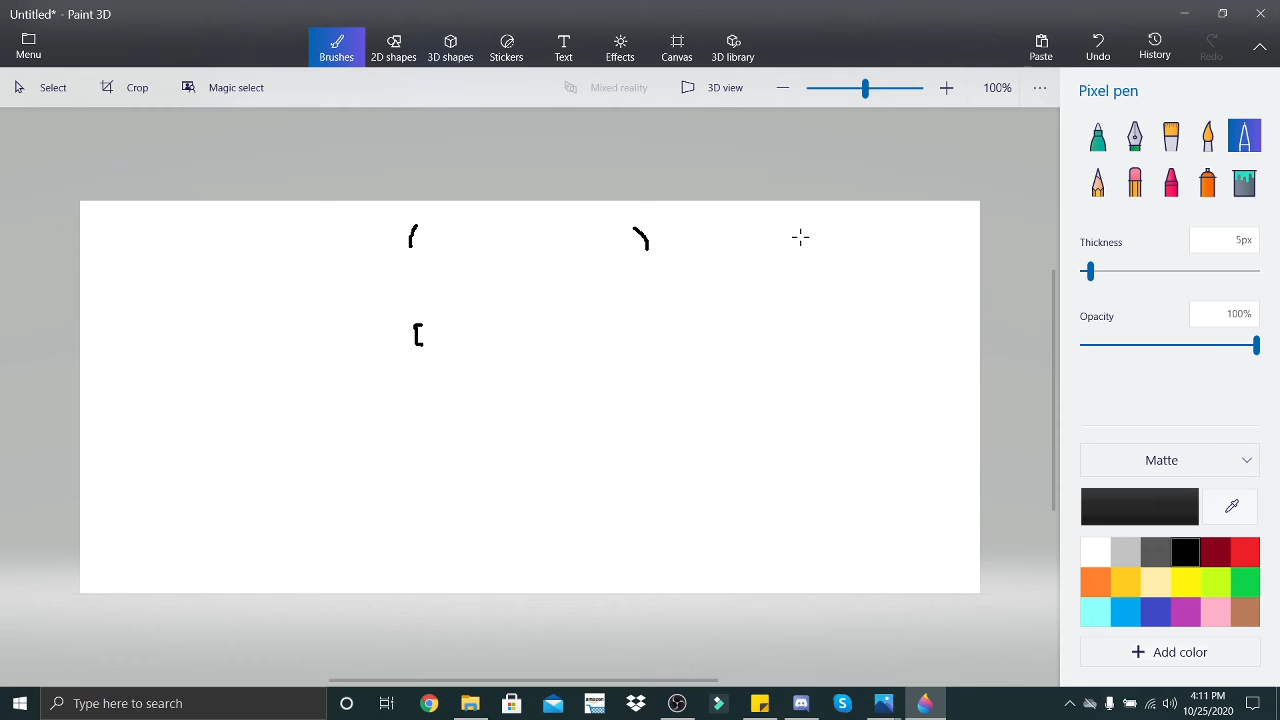 Untitled* - Paint 3D
Menu
Brushes 2D shapes 3D shapes Stickers Text Effects Canvas 3D library Paste Undo History Redo
Select Crop Magic select Mixed reality 3D view 100% ...
Pixel pen
Thickness 5px
Opacity 100%
( )
[
Matte
+ Add color
Type here to search
amazon
4:11 PM
10/25/2020